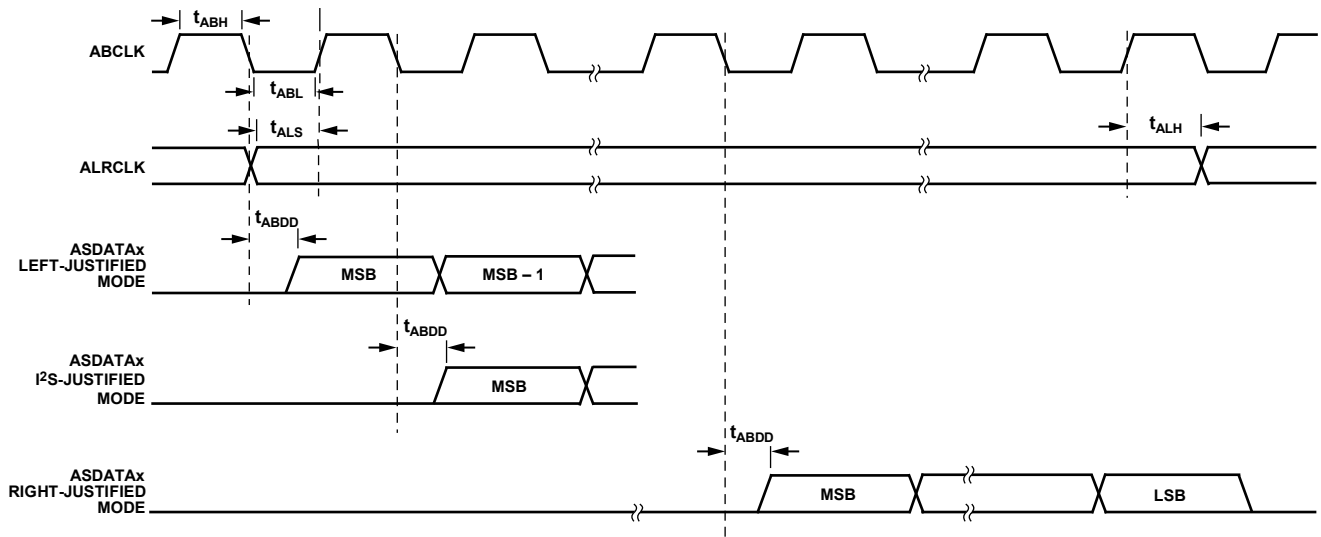 tABH
ABCLK
tABL
tALS
tALH
ALRCLK
tABDD
ASDATAx
LEFT-JUSTIFIED
MODE
MSB
MSB – 1
tABDD
ASDATAx
I²S-JUSTIFIED
MODE
MSB
tABDD
ASDATAx
RIGHT-JUSTIFIED
MODE
MSB
LSB